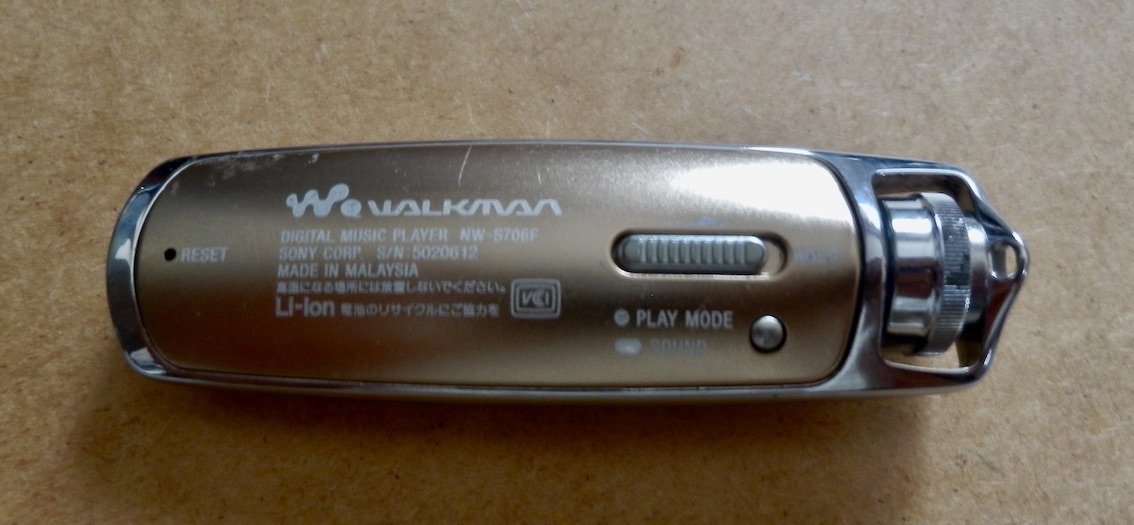 RESET
WALKMAN
DIGITAL MUSIC PLAYER NW-S706F
SONY CORP. S/N:5020612
MADE IN MALAYSIA
高温になる場所には放置しないでください。
Li-ion 電池のリサイクルにご協力を
VCI
PLAY MODE
SOUND